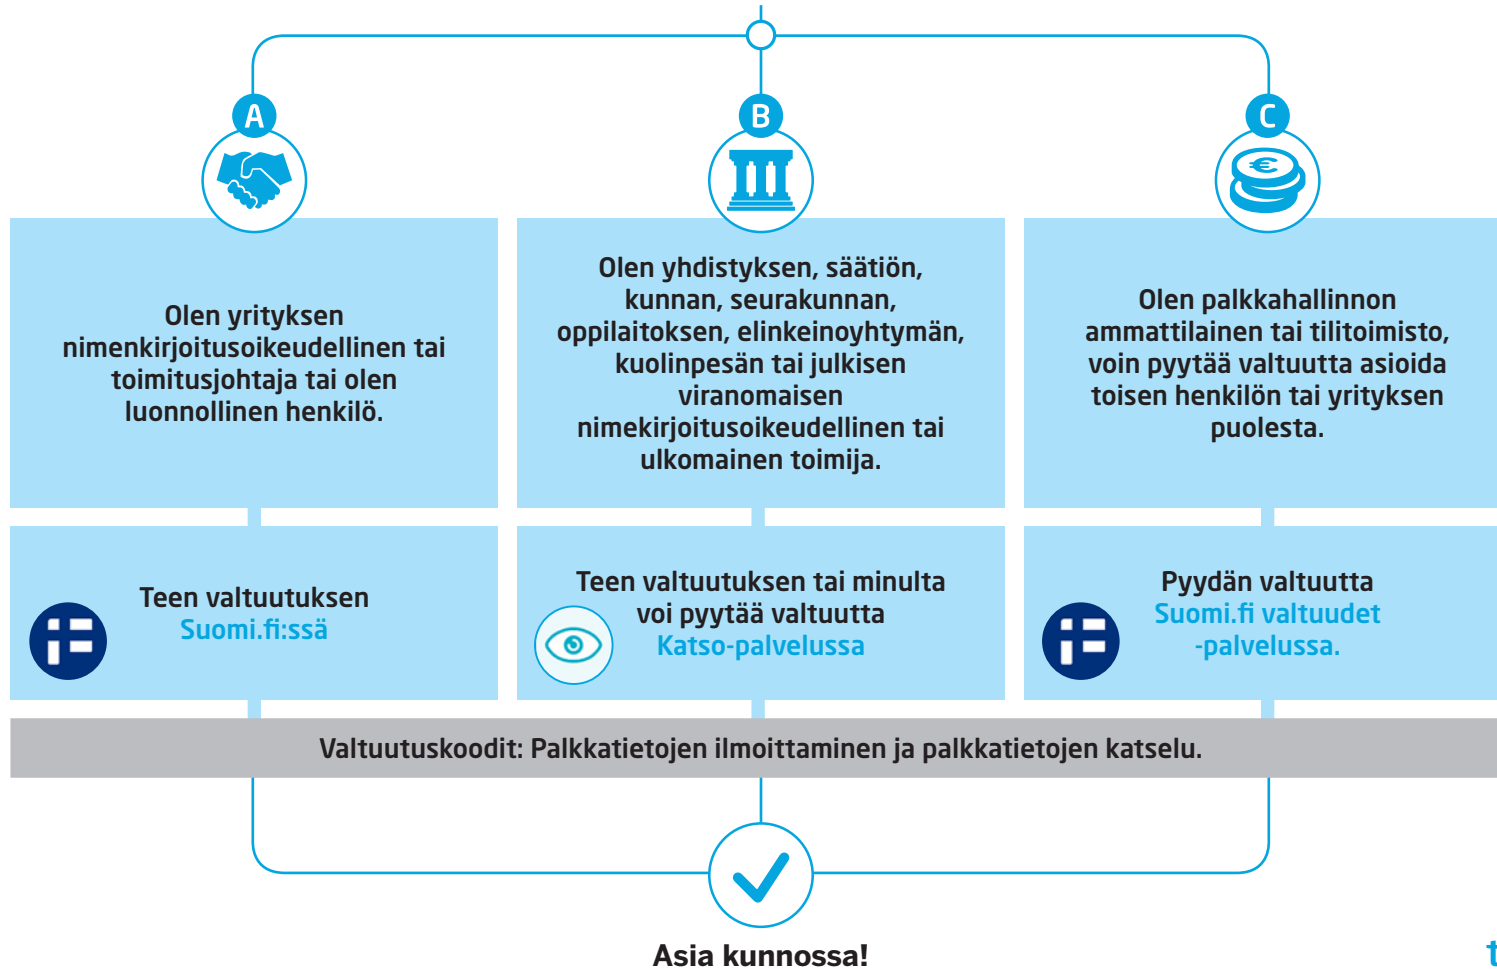 A
B
C
Olen yrityksen
nimenkirjoitusoikeudellinen tai
toimitusjohtaja tai olen
luonnollinen henkilö.
Olen yhdistyksen, säätiön,
kunnan, seurakunnan,
oppilaitoksen, elinkeinoyhtymän,
kuolinpesän tai julkisen
viranomaisen
nimekirjoitusoikeudellinen tai
ulkomainen toimija.
Olen palkkahallinnon
ammattilainen tai tilitoimisto,
voin pyytää valtuutta asioida
toisen henkilön tai yrityksen
puolesta.
Teen valtuutuksen
Suomi.fi:ssä
Teen valtuutuksen tai minulta
voi pyytää valtuutta
Katso-palvelussa
Pyydän valtuutta
Suomi.fi valtuudet
-palvelussa.
Valtuutuskoodit: Palkkatietojen ilmoittaminen ja palkkatietojen katselu.
Asia kunnossa!